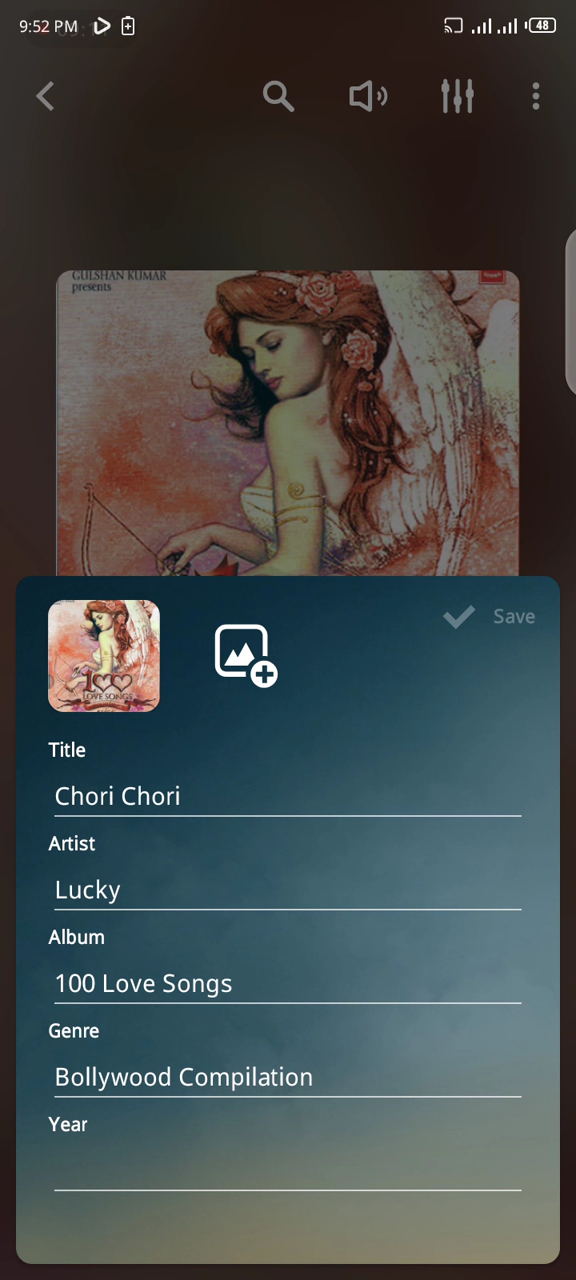 9:52 PM
48
GULSHAN KUMAR
presents
100
LOVE SONGS
Save
Title
Chori Chori
Artist
Lucky
Album
100 Love Songs
Genre
Bollywood Compilation
Year